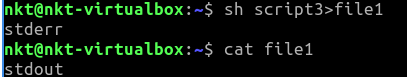 nkt@nkt-virtualbox:~$ sh script3>file1
stderr
nkt@nkt-virtualbox:~$ cat file1
stdout